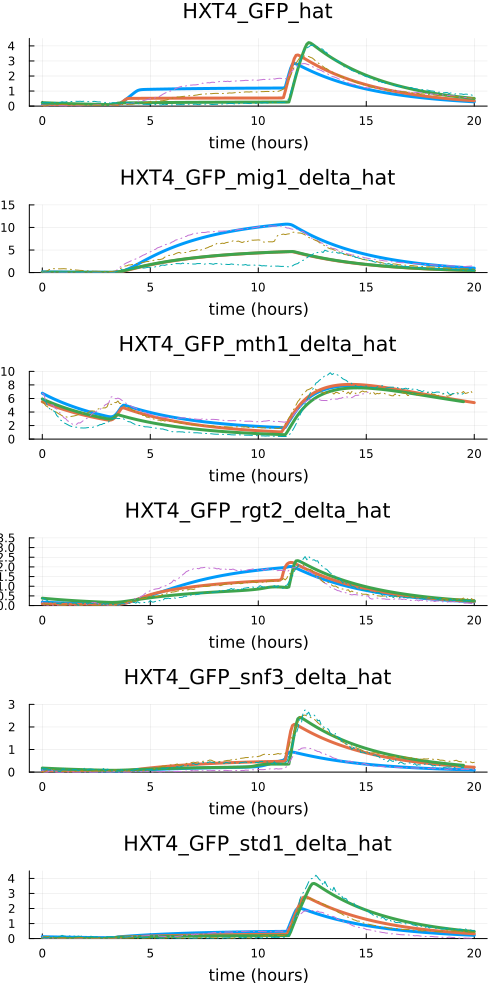 HXT4_GFP_hat
4
3
2
1
0
0 5 10 15 20
time (hours)
HXT4_GFP_mig1_delta_hat
15
10
5
0
0 5 10 15 20
time (hours)
HXT4_GFP_mth1_delta_hat
10
8
6
4
2
0
0 5 10 15 20
time (hours)
HXT4_GFP_rgt2_delta_hat
3.5
3.0
2.5
2.0
1.5
1.0
0.5
0.0
0 5 10 15 20
time (hours)
HXT4_GFP_snf3_delta_hat
3
2
1
0
0 5 10 15 20
time (hours)
HXT4_GFP_std1_delta_hat
4
3
2
1
0
0 5 10 15 20
time (hours)